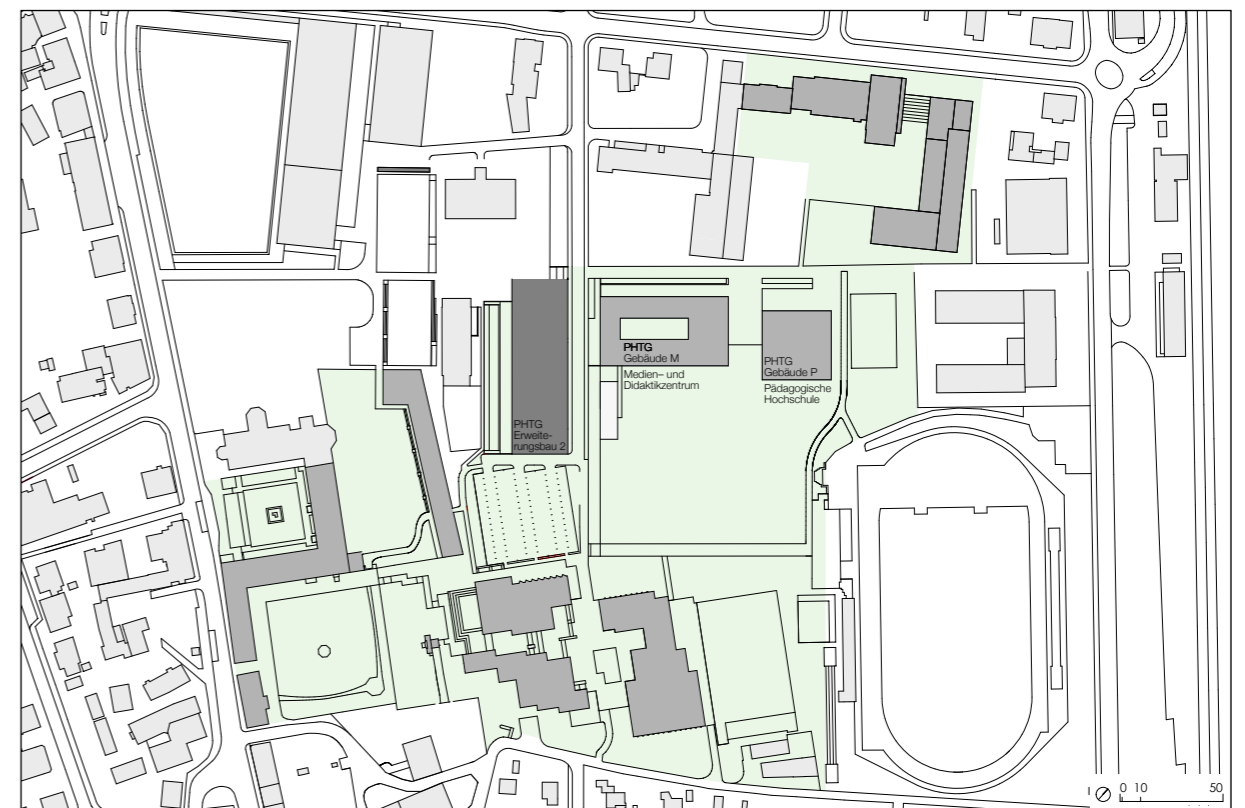 PHTG
Gebäude M
Medien– und
Didaktikzentrum
PHTG
Gebäude P
Pädagogische
Hochschule
PHTG
Erweite-
rungsbau 2
0 10 50